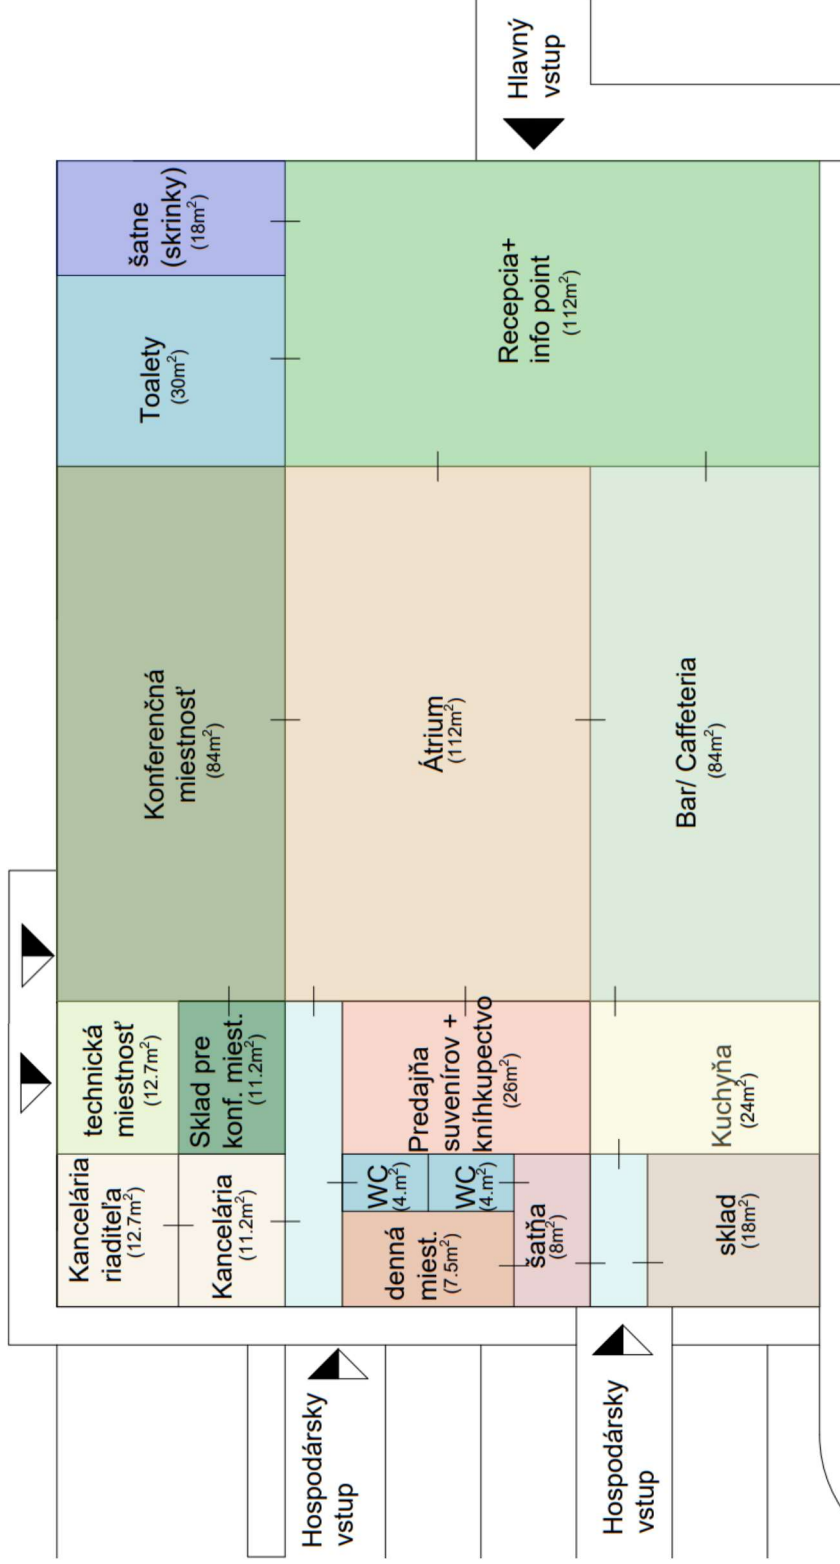 Hlavný
vstup
šatne
(skrinky)
(18m²)
Toalety
(30m²)
Recepcia+
info point
(112m²)
Konferenčná
miestnosť
(84m²)
Átrium
(112m²)
Bar/ Caffeteria
(84m²)
technická
miestnosť
(12.7m²)
Sklad pre
konf. miest.
(11.2m²)
Predajňa
suvenírov +
kníhkupectvo
(26m²)
Kuchyňa
(24m²)
Kancelária
riaditeľa
(12.7m²)
Kancelária
(11.2m²)
WC
(4.m²)
WC
(4.m²)
denná
miest.
(7.5m²)
šatňa
(8m²)
sklad
(18m²)
Hospodársky
vstup
Hospodársky
vstup